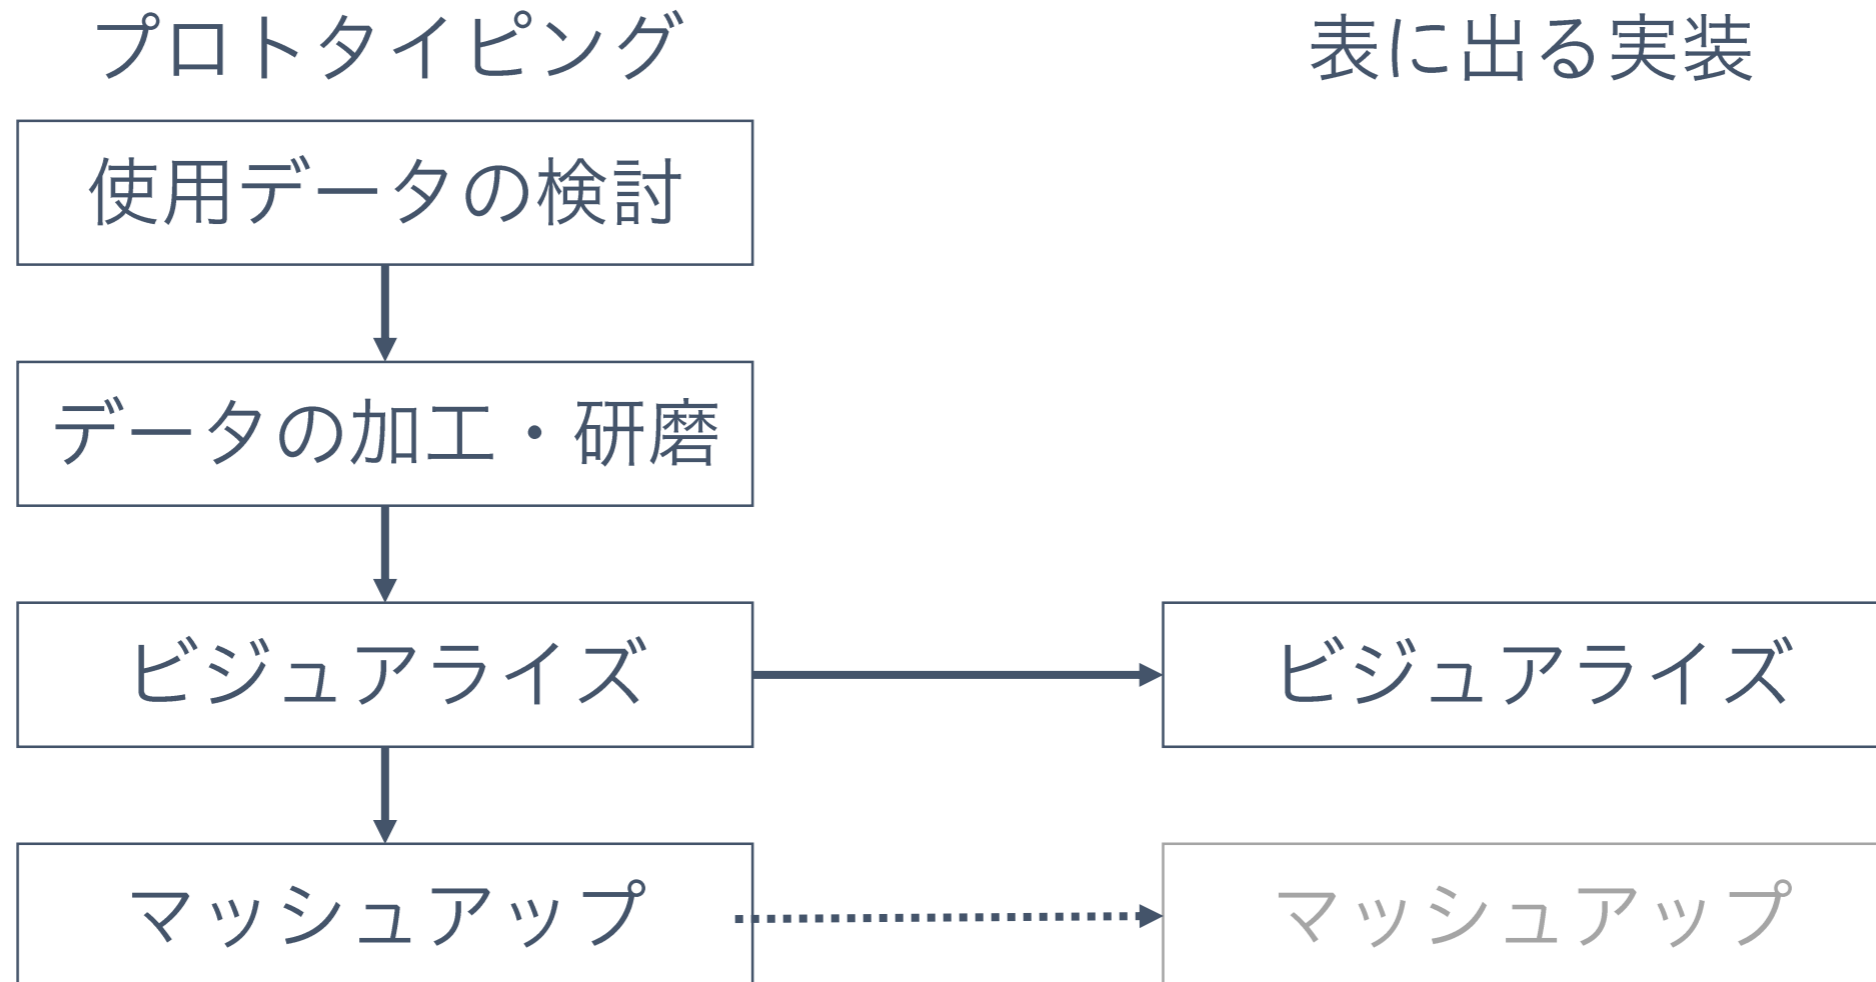 プロトタイピング
表に出る実装
使用データの検討
データの加工・研磨
ビジュアライズ
ビジュアライズ
マッシュアップ
マッシュアップ